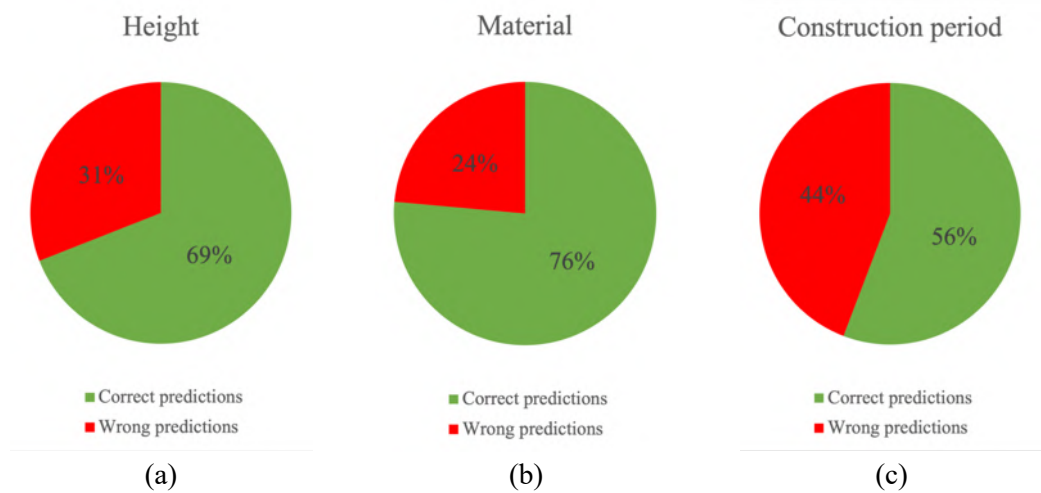 Height
31%
69%
Correct predictions
Wrong predictions
(a)
Material
24%
76%
Correct predictions
Wrong predictions
(b)
Construction period
44%
56%
Correct predictions
Wrong predictions
(c)